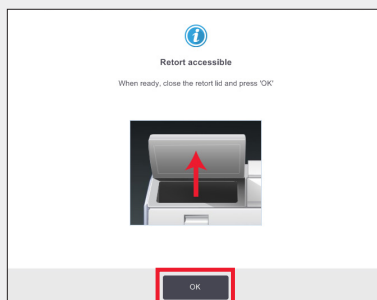 Retort accessible
When ready, close the retort lid and press 'OK'
OK